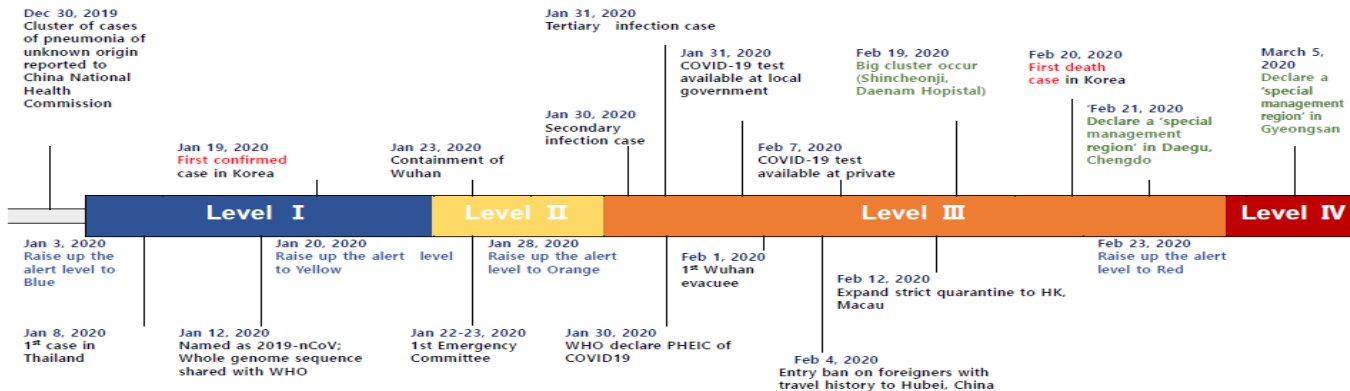 Dec 30, 2019
Cluster of cases
of pneumonia of
unknown origin
reported to
China National
Health
Commission
Jan 19, 2020
First confirmed
case in Korea
Jan 23, 2020
Containment of
Wuhan
Jan 30, 2020
Secondary
infection case
Jan 31, 2020
Tertiary infection case
Jan 31, 2020
COVID-19 test
available at local
government
Feb 7, 2020
COVID-19 test
available at private
Feb 19, 2020
Big cluster occur
(Shincheonji,
Daenam Hopistal)
Feb 20, 2020
First death
case in Korea
'Feb 21, 2020
Declare a 'special
management
region' in Daegu,
Chengdo
March 5,
2020
Declare a
'special
management
region' in
Gyeongsan
Level Ⅰ
Level Ⅱ
Level Ⅲ
Level Ⅳ
Jan 3, 2020
Raise up the
alert level to
Blue
Jan 20, 2020
Raise up the alert level
to Yellow
Jan 28, 2020
Raise up the alert
level to Orange
Feb 1, 2020
1st Wuhan
evacuee
Feb 12, 2020
Expand strict quarantine to HK,
Macau
Feb 23, 2020
Raise up the alert
level to Red
Jan 8, 2020
1st case in
Thailand
Jan 12, 2020
Named as 2019-nCoV;
Whole genome sequence
shared with WHO
Jan 22-23, 2020
1st Emergency
Committee
Jan 30, 2020
WHO declare PHEIC of
COVID19
Feb 4, 2020
Entry ban on foreigners with
travel history to Hubei, China